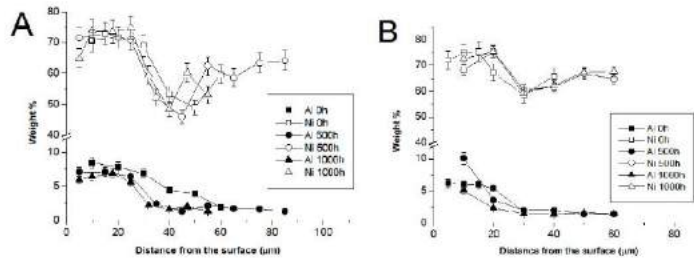 A
80
70
60
50
40
10
5
0
Weight %
0 20 40 60 80 100
Distance from the surface (µm)
Al 0h
Ni 0h
Al 500h
Ni 500h
Al 1000h
Ni 1000h
B
80
70
60
50
40
10
5
0
Weight %
0 20 40 60 80
Distance from the surface (µm)
Al 0h
Ni 0h
Al 500h
Ni 500h
Al 1000h
Ni 1000h